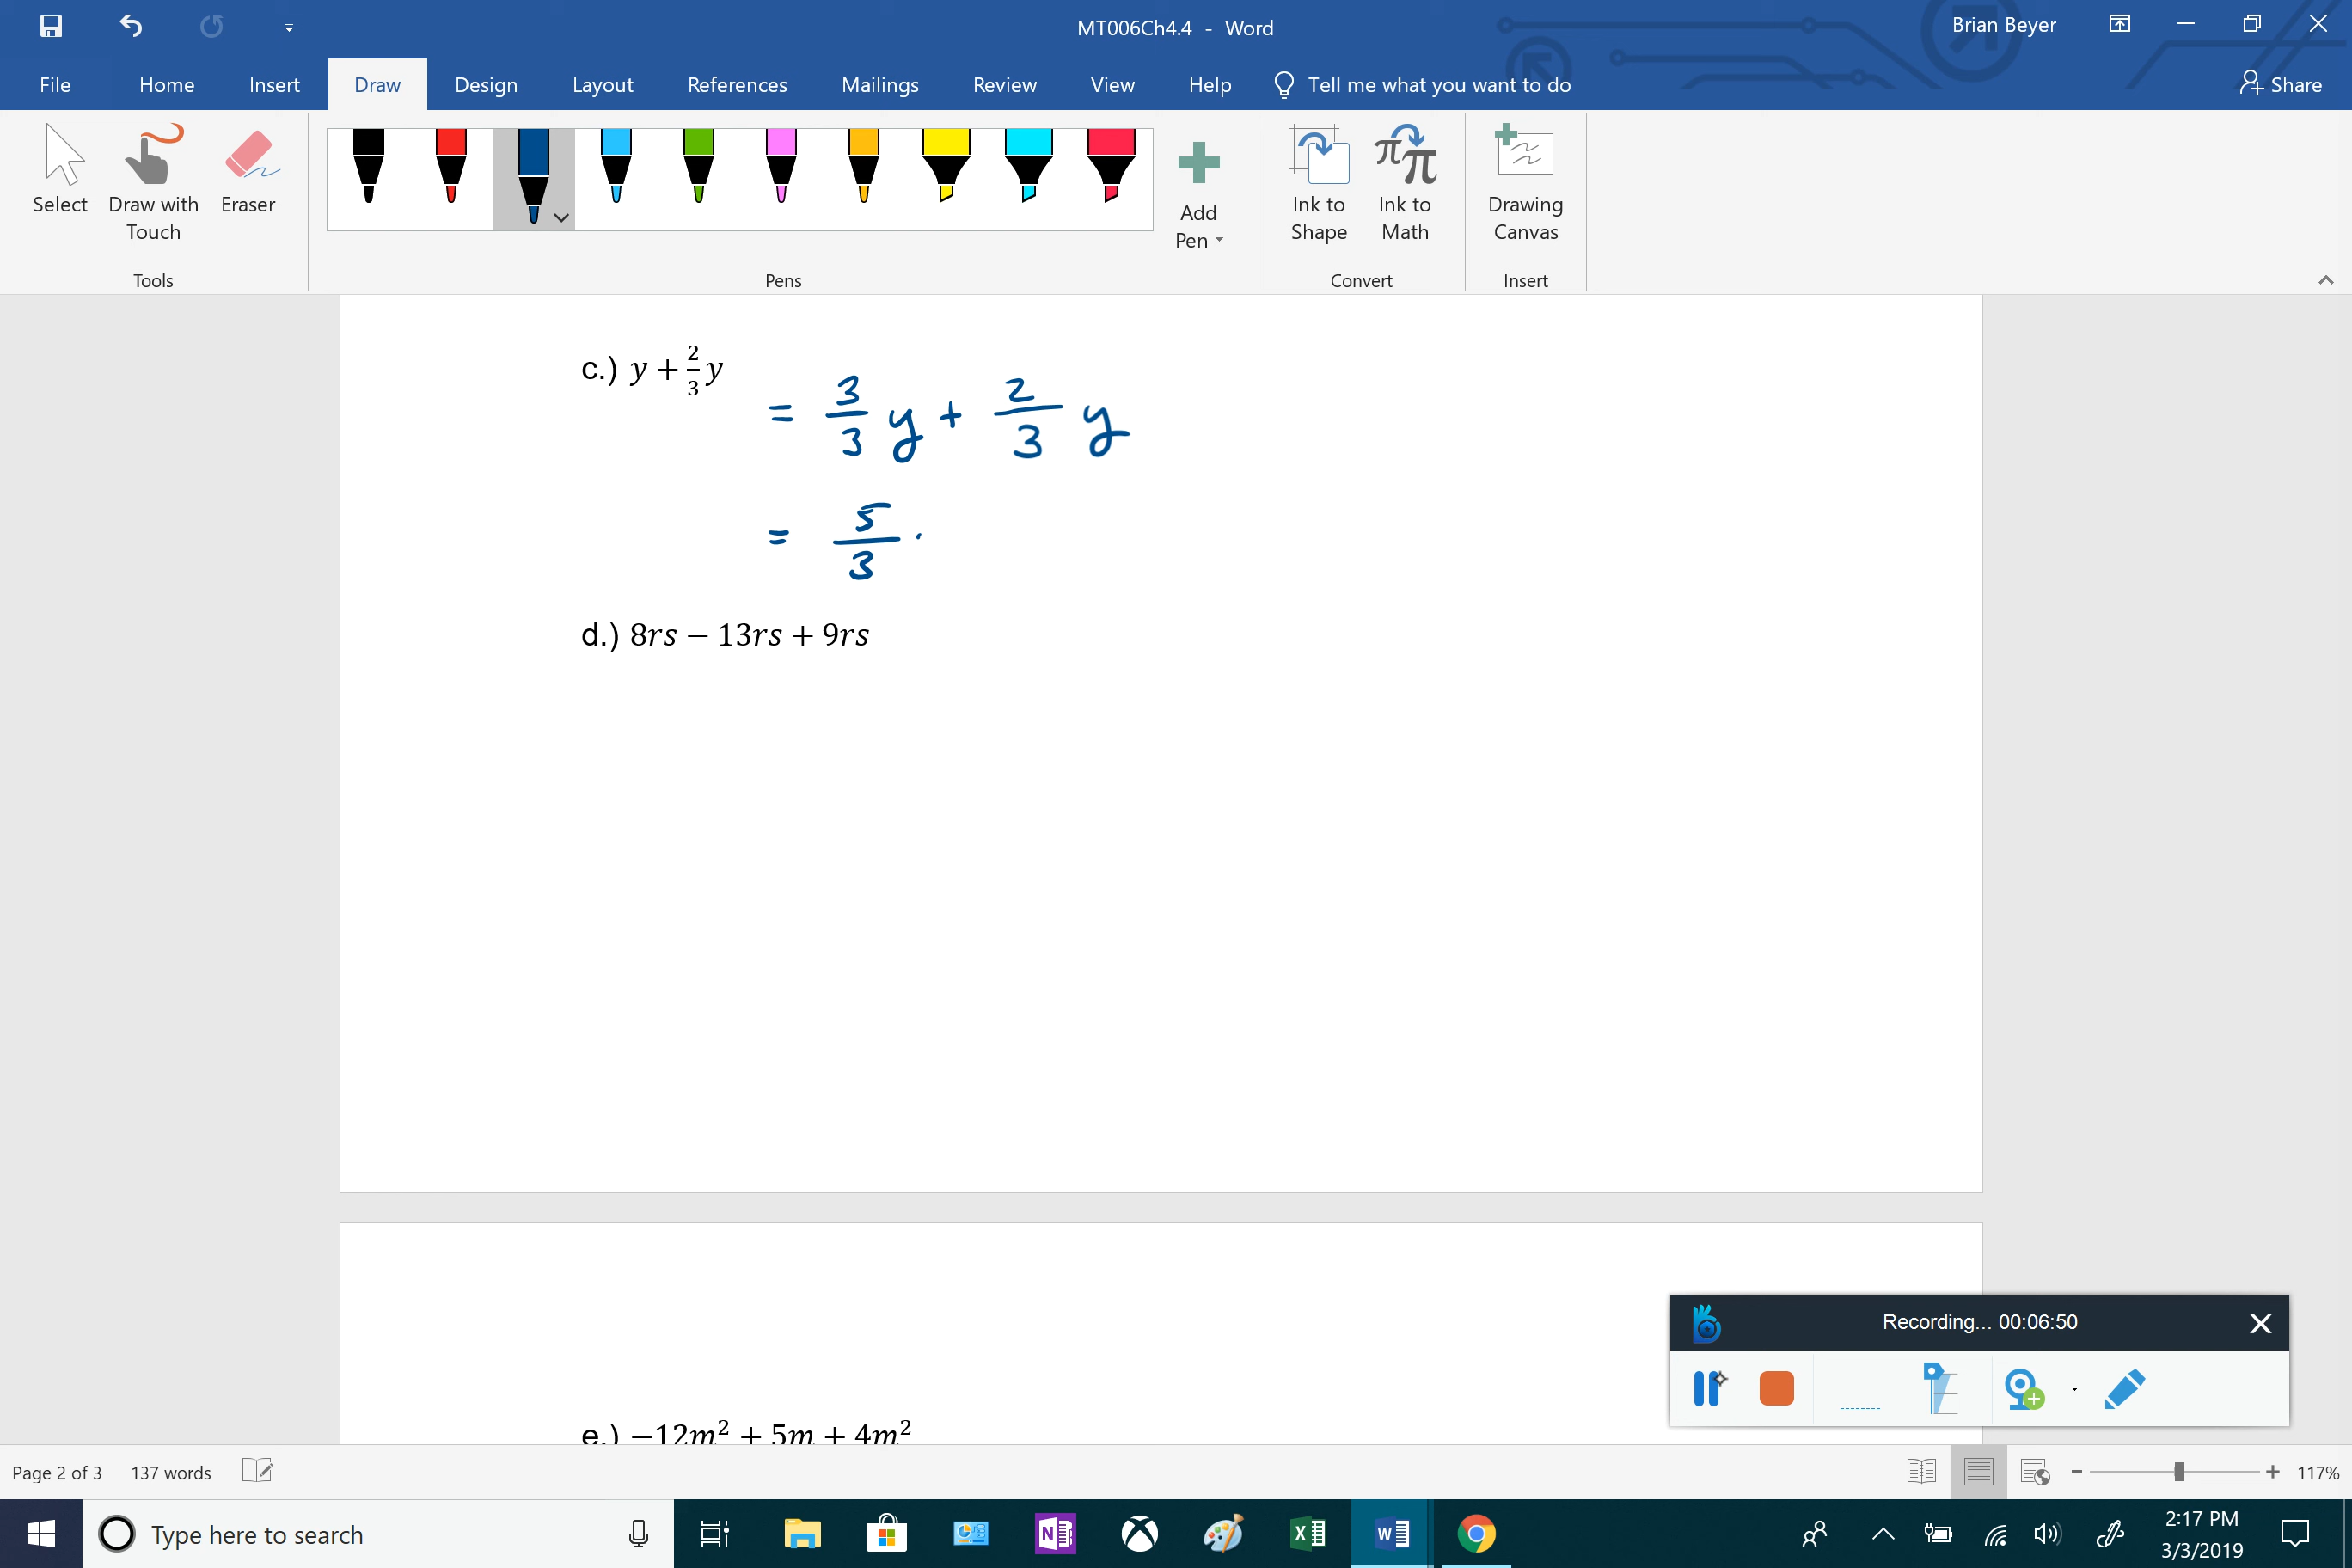 MT006Ch4.4 - Word
Brian Beyer
File Home Insert Draw Design Layout References Mailings Review View Help Tell me what you want to do Share
Select Draw with Touch Eraser
Add Pen
Ink to Shape Ink to Math
Drawing Canvas
Tools Pens Convert Insert
c.) y + 2/3 y
= 3/3 y + 2/3 y
= 5/3 .
d.) 8rs − 13rs + 9rs
Recording... 00:06:50
e.) −12m² + 5m + 4m²
Page 2 of 3 137 words 117%
Type here to search
2:17 PM
3/3/2019